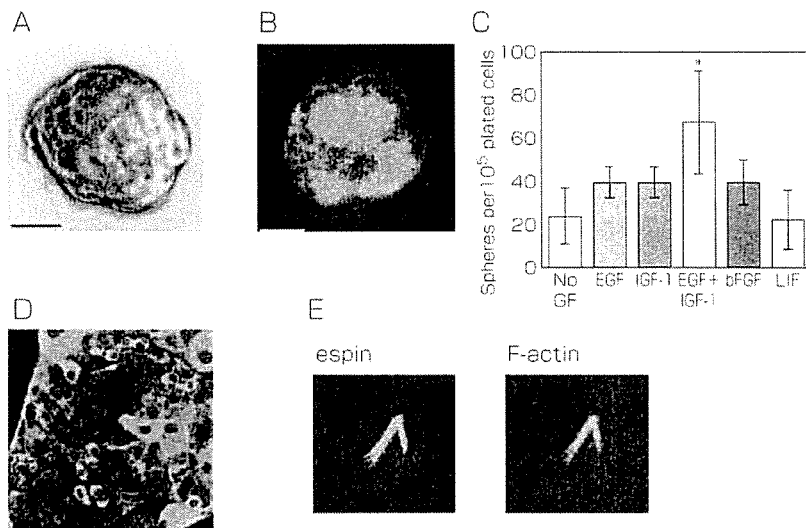 A
B
C
Spheres per 10⁵ plated cells
100
80
60
40
20
0
*
No GF
EGF
IGF-1
EGF+ IGF-1
bFGF
LIF
D
E
espin
F-actin